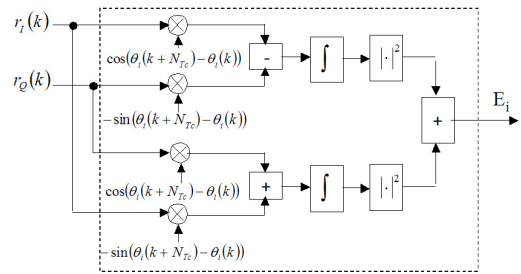 r_I(k)
cos(θ_i(k + N_Tc) – θ_i(k))
-
∫
|·|²
r_Q(k)
–sin(θ_i(k + N_Tc) – θ_i(k))
+
E_i
cos(θ_i(k + N_Tc) – θ_i(k))
+
∫
|·|²
–sin(θ_i(k + N_Tc) – θ_i(k))